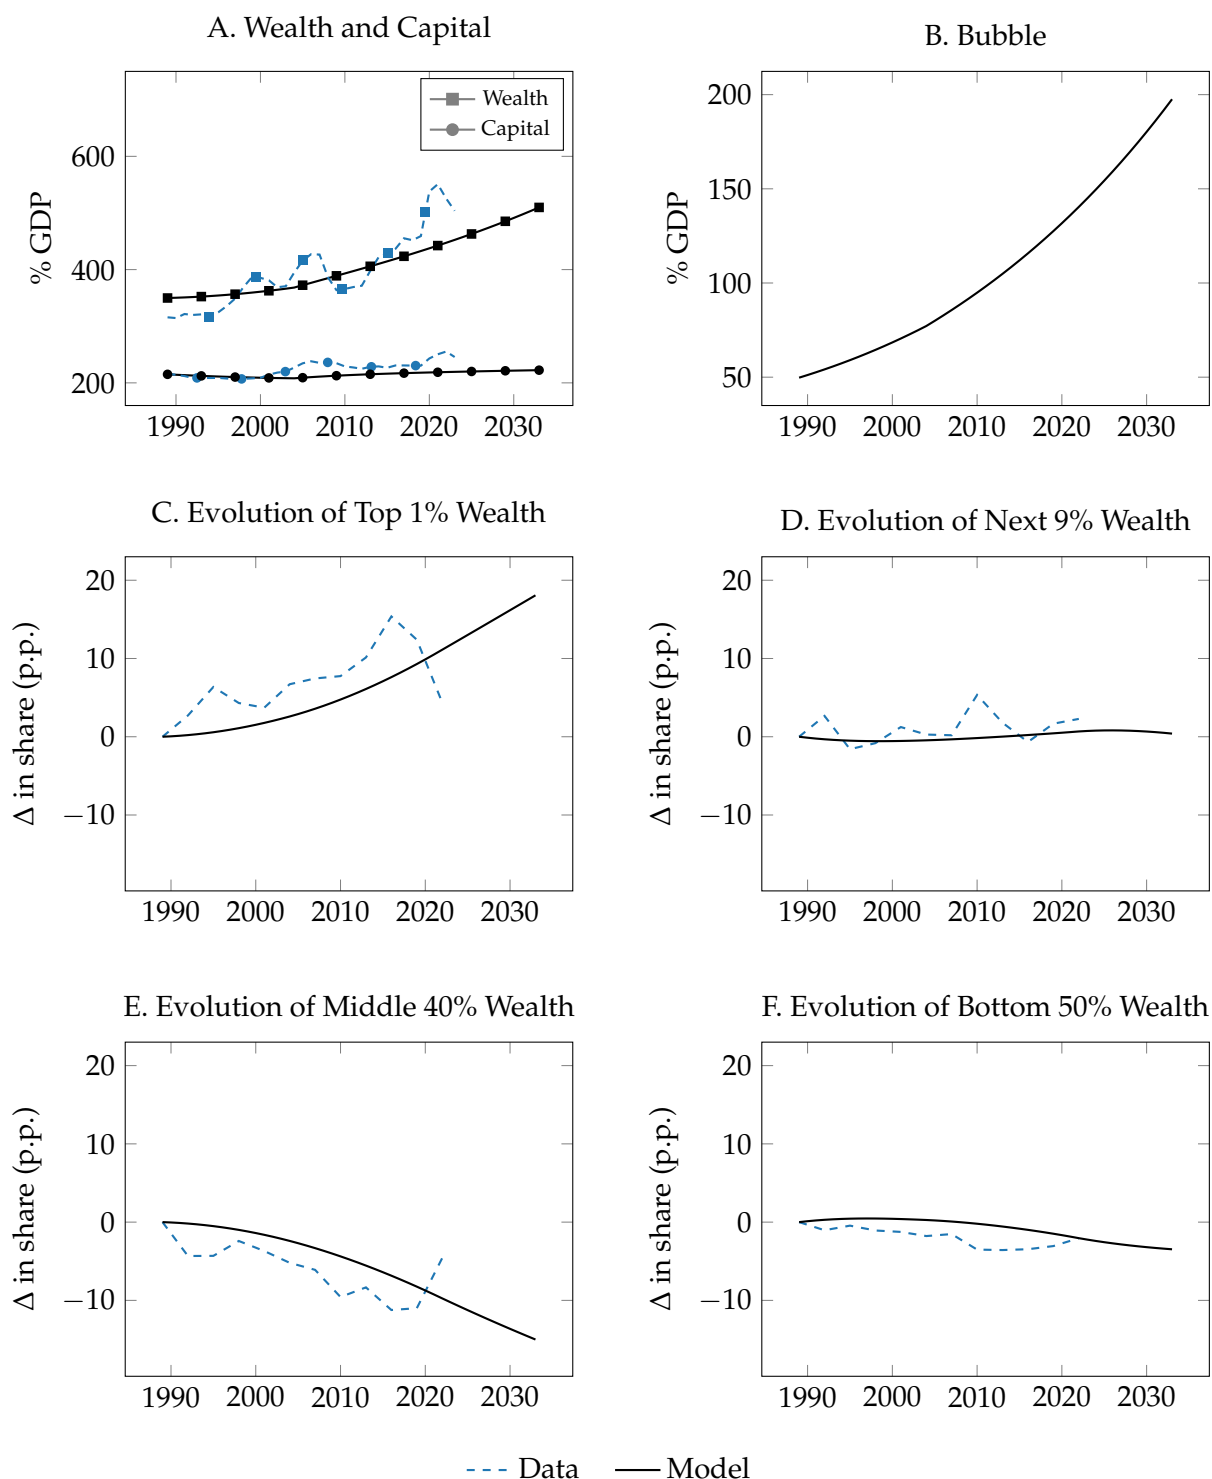 A. Wealth and Capital
% GDP
600
400
200
Wealth
Capital
1990 2000 2010 2020 2030
B. Bubble
% GDP
200
150
100
50
1990 2000 2010 2020 2030
C. Evolution of Top 1% Wealth
Δ in share (p.p.)
20
10
0
−10
1990 2000 2010 2020 2030
D. Evolution of Next 9% Wealth
Δ in share (p.p.)
20
10
0
−10
1990 2000 2010 2020 2030
E. Evolution of Middle 40% Wealth
Δ in share (p.p.)
20
10
0
−10
1990 2000 2010 2020 2030
F. Evolution of Bottom 50% Wealth
Δ in share (p.p.)
20
10
0
−10
1990 2000 2010 2020 2030
Data Model